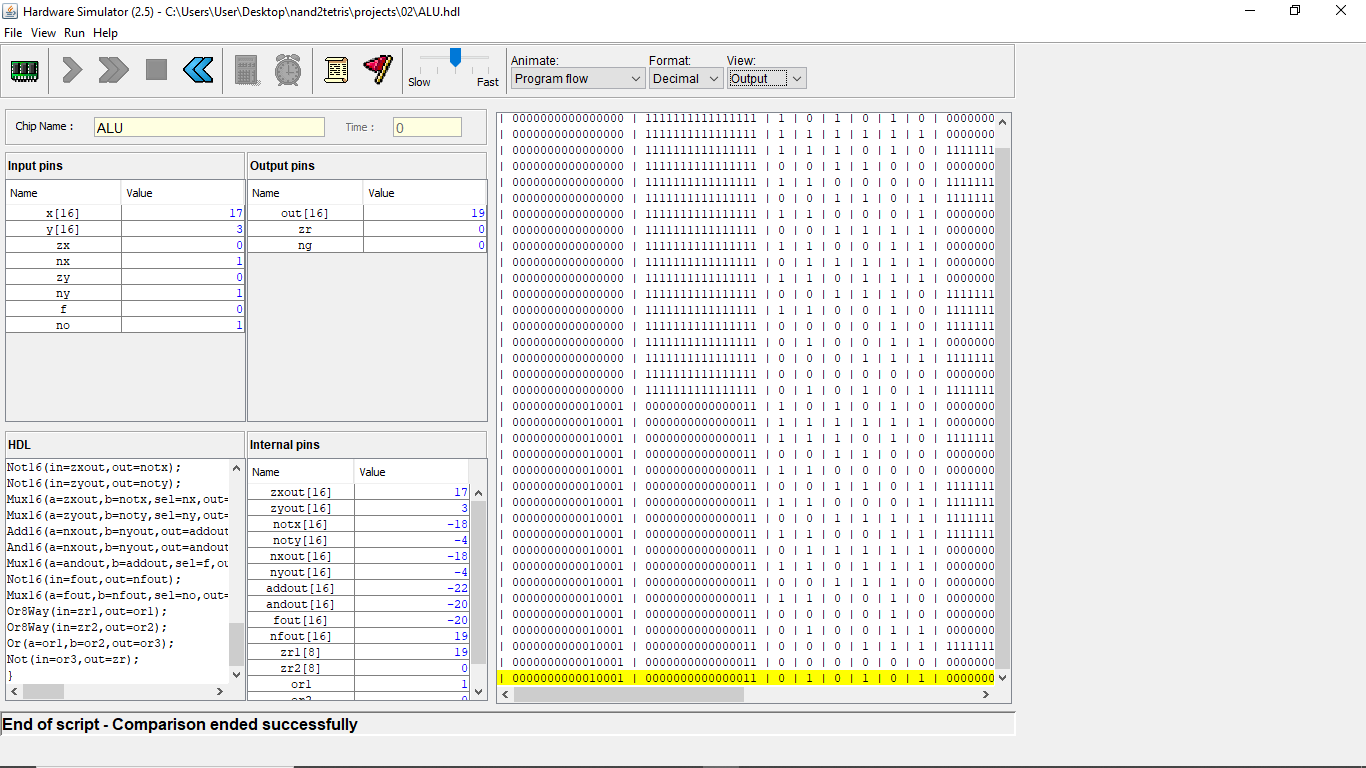 Hardware Simulator (2.5) - C:\Users\User\Desktop\nand2tetris\projects\02\ALU.hdl
File View Run Help
Slow Fast
Animate: Format: View:
Program flow Decimal Output
Chip Name : ALU Time : 0
Input pins
Name Value
x[16] 17
y[16] 3
zx 0
nx 1
zy 0
ny 1
f 0
no 1
Output pins
Name Value
out[16] 19
zr 0
ng 0
HDL
Not16(in=zxout,out=notx);
Not16(in=zyout,out=noty);
Mux16(a=zxout,b=notx,sel=nx,out=
Mux16(a=zyout,b=noty,sel=ny,out=
Add16(a=nxout,b=nyout,out=addout
And16(a=nxout,b=nyout,out=andout
Mux16(a=andout,b=addout,sel=f,ou
Not16(in=fout,out=nfout);
Mux16(a=fout,b=nfout,sel=no,out=
Or8Way(in=zr1,out=or1);
Or8Way(in=zr2,out=or2);
Or(a=or1,b=or2,out=or3);
Not(in=or3,out=zr);
}
Internal pins
Name Value
zxout[16] 17
zyout[16] 3
notx[16] -18
noty[16] -4
nxout[16] -18
nyout[16] -4
addout[16] -22
andout[16] -20
fout[16] -20
nfout[16] 19
zr1[8] 19
zr2[8] 0
or1 1
or2 0
| 0000000000000000 | 1111111111111111 | 1 | 0 | 1 | 0 | 1 | 0 | 0000000
| 0000000000000000 | 1111111111111111 | 1 | 1 | 1 | 1 | 1 | 1 | 0000000
| 0000000000000000 | 1111111111111111 | 1 | 1 | 1 | 0 | 1 | 0 | 1111111
| 0000000000000000 | 1111111111111111 | 0 | 0 | 1 | 1 | 0 | 0 | 0000000
| 0000000000000000 | 1111111111111111 | 1 | 1 | 0 | 0 | 0 | 0 | 1111111
| 0000000000000000 | 1111111111111111 | 0 | 0 | 1 | 1 | 0 | 1 | 1111111
| 0000000000000000 | 1111111111111111 | 1 | 1 | 0 | 0 | 0 | 1 | 0000000
| 0000000000000000 | 1111111111111111 | 0 | 0 | 1 | 1 | 1 | 1 | 0000000
| 0000000000000000 | 1111111111111111 | 1 | 1 | 0 | 0 | 1 | 1 | 0000000
| 0000000000000000 | 1111111111111111 | 0 | 1 | 1 | 1 | 1 | 1 | 0000000
| 0000000000000000 | 1111111111111111 | 1 | 1 | 0 | 1 | 1 | 1 | 0000000
| 0000000000000000 | 1111111111111111 | 0 | 0 | 1 | 1 | 1 | 0 | 1111111
| 0000000000000000 | 1111111111111111 | 1 | 1 | 0 | 0 | 1 | 0 | 1111111
| 0000000000000000 | 1111111111111111 | 0 | 0 | 0 | 0 | 1 | 0 | 1111111
| 0000000000000000 | 1111111111111111 | 0 | 1 | 0 | 0 | 1 | 1 | 0000000
| 0000000000000000 | 1111111111111111 | 0 | 0 | 0 | 1 | 1 | 1 | 1111111
| 0000000000000000 | 1111111111111111 | 0 | 0 | 0 | 0 | 0 | 0 | 0000000
| 0000000000000000 | 1111111111111111 | 0 | 1 | 0 | 1 | 0 | 1 | 1111111
| 0000000000010001 | 0000000000000011 | 1 | 0 | 1 | 0 | 1 | 0 | 0000000
| 0000000000010001 | 0000000000000011 | 1 | 1 | 1 | 1 | 1 | 1 | 0000000
| 0000000000010001 | 0000000000000011 | 1 | 1 | 1 | 0 | 1 | 0 | 1111111
| 0000000000010001 | 0000000000000011 | 0 | 0 | 1 | 1 | 0 | 0 | 0000000
| 0000000000010001 | 0000000000000011 | 1 | 1 | 0 | 0 | 0 | 0 | 0000000
| 0000000000010001 | 0000000000000011 | 0 | 0 | 1 | 1 | 0 | 1 | 1111111
| 0000000000010001 | 0000000000000011 | 1 | 1 | 0 | 0 | 0 | 1 | 1111111
| 0000000000010001 | 0000000000000011 | 0 | 0 | 1 | 1 | 1 | 1 | 1111111
| 0000000000010001 | 0000000000000011 | 1 | 1 | 0 | 0 | 1 | 1 | 1111111
| 0000000000010001 | 0000000000000011 | 0 | 1 | 1 | 1 | 1 | 1 | 0000000
| 0000000000010001 | 0000000000000011 | 1 | 1 | 0 | 1 | 1 | 1 | 0000000
| 0000000000010001 | 0000000000000011 | 0 | 0 | 1 | 1 | 1 | 0 | 0000000
| 0000000000010001 | 0000000000000011 | 1 | 1 | 0 | 0 | 1 | 0 | 0000000
| 0000000000010001 | 0000000000000011 | 0 | 0 | 0 | 0 | 1 | 0 | 0000000
| 0000000000010001 | 0000000000000011 | 0 | 1 | 0 | 0 | 1 | 1 | 0000000
| 0000000000010001 | 0000000000000011 | 0 | 0 | 0 | 1 | 1 | 1 | 1111111
| 0000000000010001 | 0000000000000011 | 0 | 0 | 0 | 0 | 0 | 0 | 0000000
| 0000000000010001 | 0000000000000011 | 0 | 1 | 0 | 1 | 0 | 1 | 0000000
End of script - Comparison ended successfully